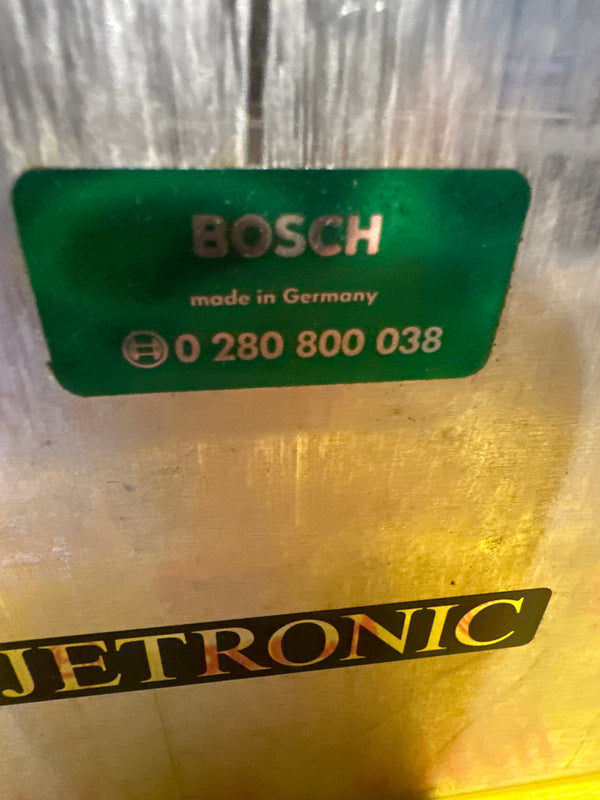 BOSCH
made in Germany
0 280 800 038
JETRONIC